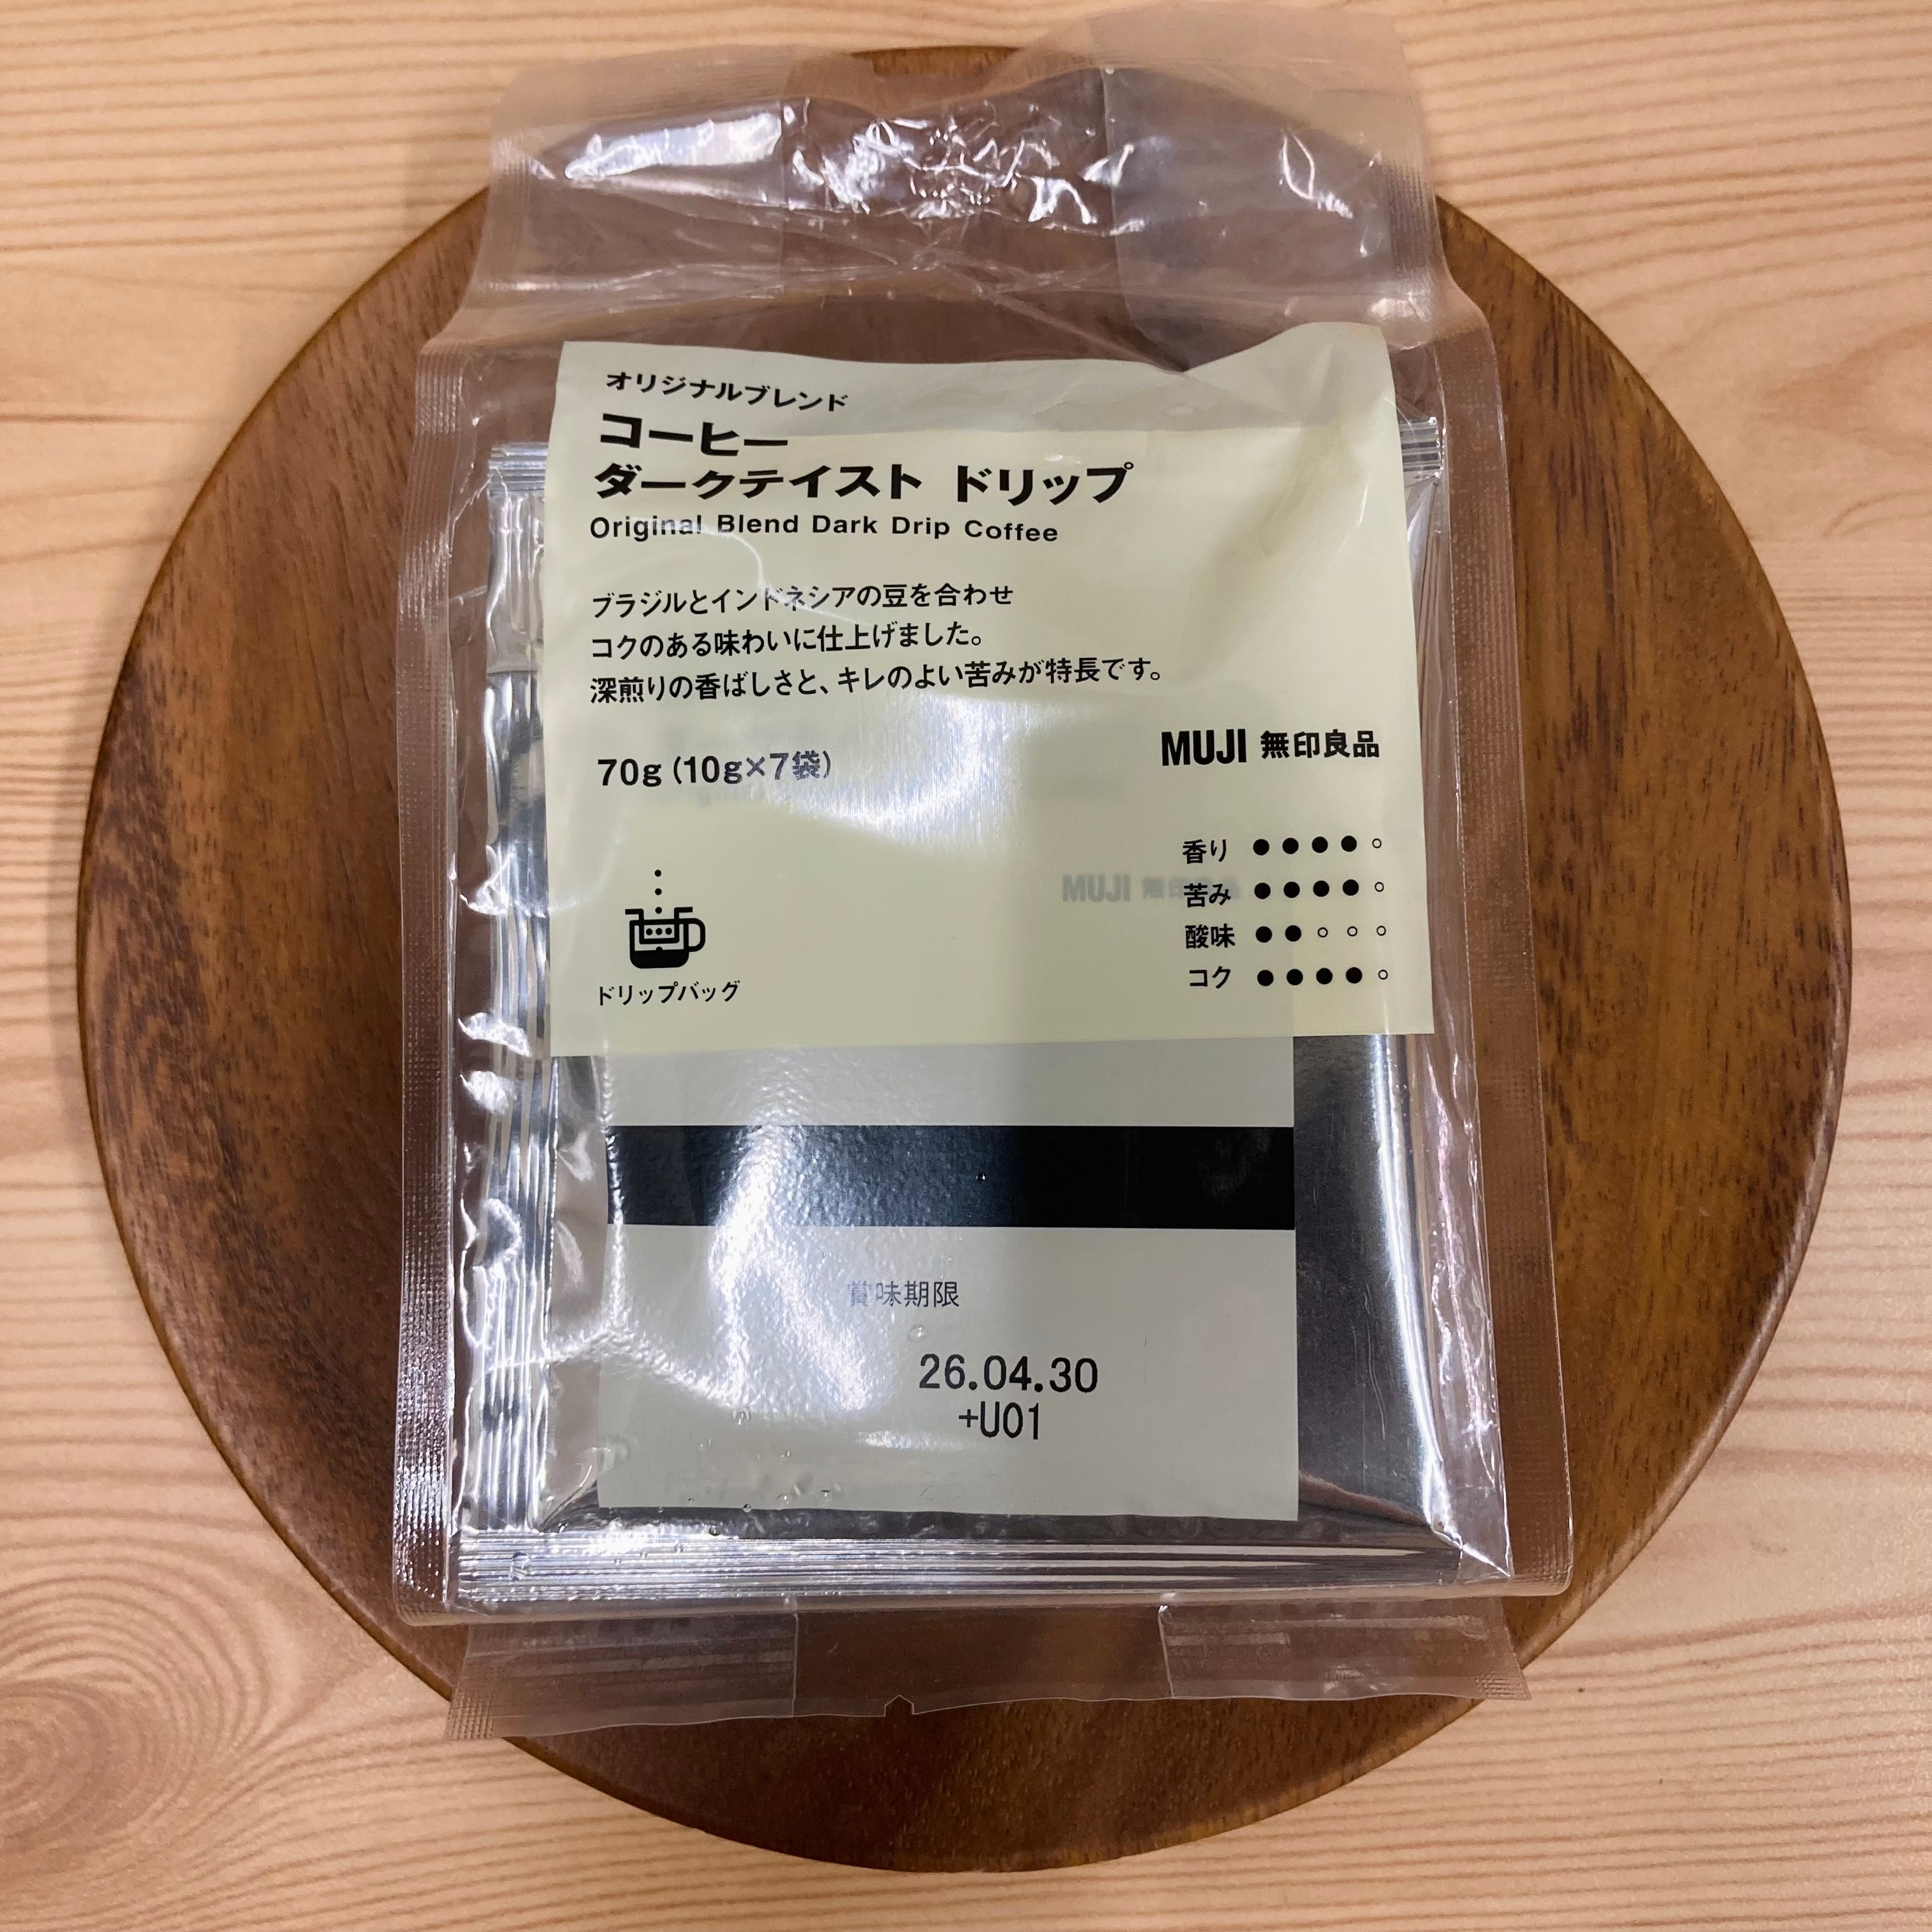 オリジナルブレンド
コーヒー
ダークテイスト ドリップ
Original Blend Dark Drip Coffee
ブラジルとインドネシアの豆を合わせ
コクのある味わいに仕上げました。
深煎りの香ばしさと、キレのよい苦みが特長です。
70g(10g×7袋)
MUJI 無印良品
香り ●●●●○
苦み ●●●●○
MUJI 無印良品
酸味 ●●○○○
コク ●●●●○
ドリップバッグ
賞味期限
26.04.30
+U01